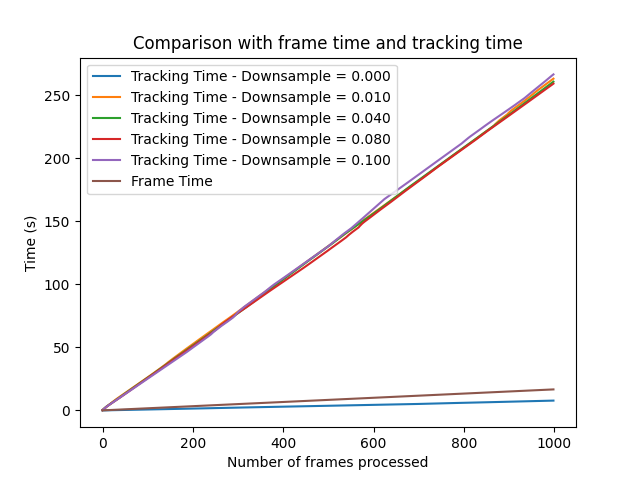 Comparison with frame time and tracking time
Tracking Time - Downsample = 0.000
Tracking Time - Downsample = 0.010
Tracking Time - Downsample = 0.040
Tracking Time - Downsample = 0.080
Tracking Time - Downsample = 0.100
Frame Time
Time (s)
250
200
150
100
50
0
0 200 400 600 800 1000
Number of frames processed